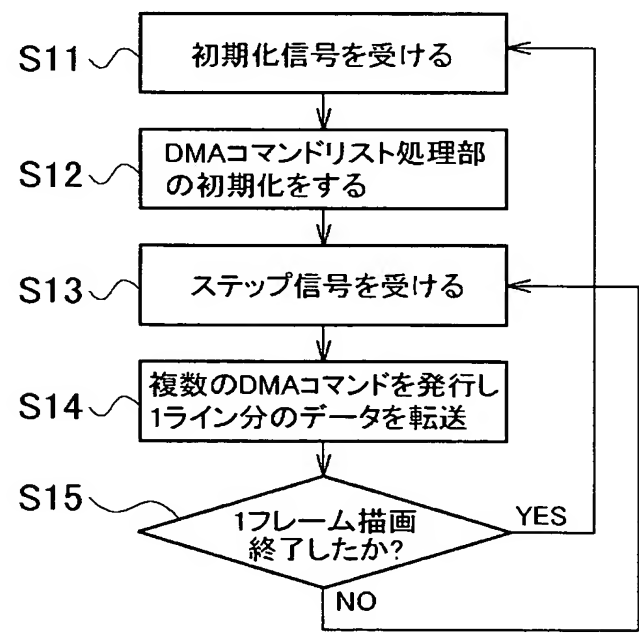 S11
初期化信号を受ける
S12
DMAコマンドリスト処理部
の初期化をする
S13
ステップ信号を受ける
S14
複数のDMAコマンドを発行し
1ライン分のデータを転送
S15
1フレーム描画
終了したか?
YES
NO